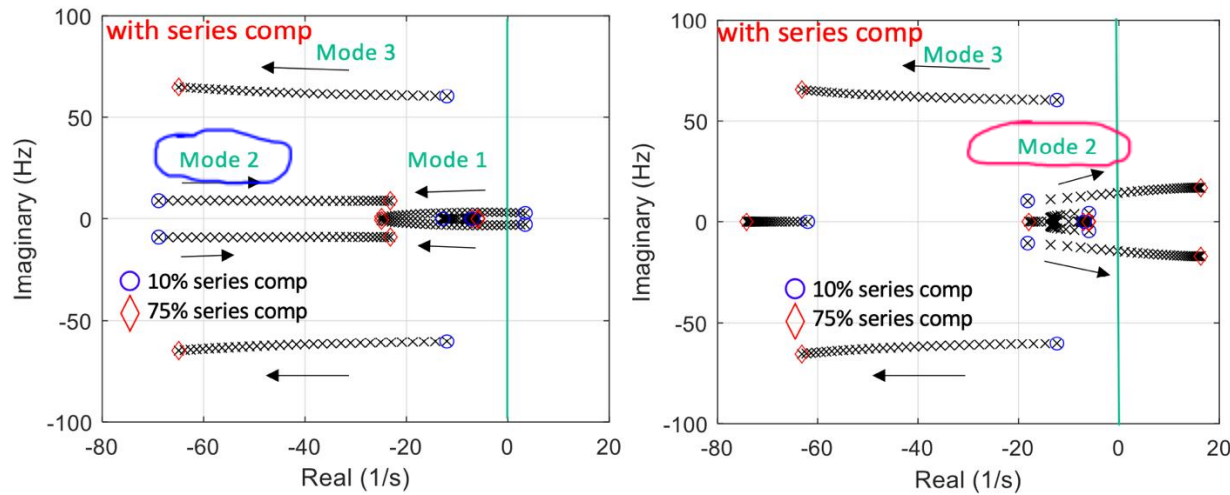 with series comp
Mode 3
Mode 2
Mode 1
10% series comp
75% series comp
100
50
0
-50
-100
-80
-60
-40
-20
0
20
Imaginary (Hz)
Real (1/s)
with series comp
Mode 3
Mode 2
10% series comp
75% series comp
100
50
0
-50
-100
-80
-60
-40
-20
0
20
Imaginary (Hz)
Real (1/s)